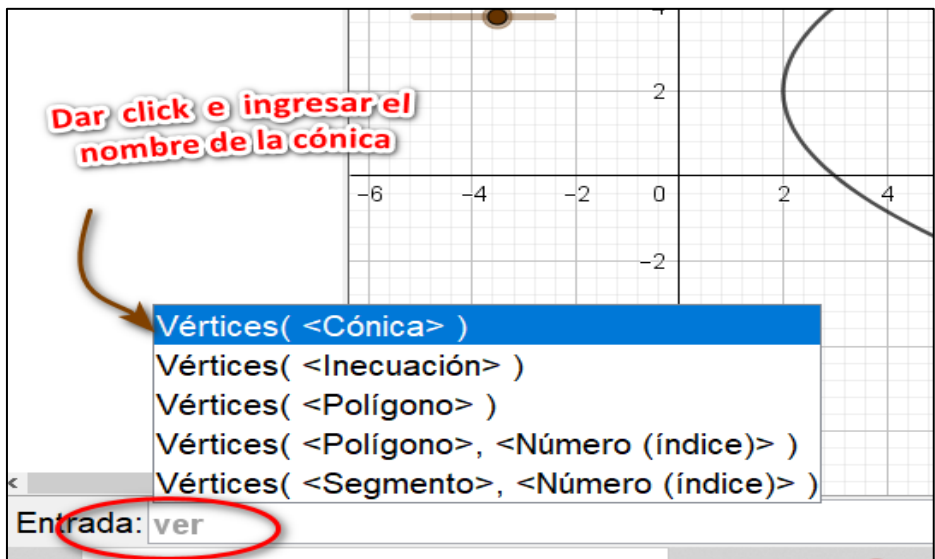 4
Dar click e ingresar el
nombre de la cónica
2
-6 -4 -2 0 2 4
-2
Vértices( <Cónica> )
Vértices( <Inecuación> )
Vértices( <Polígono> )
Vértices( <Polígono>, <Número (índice)> )
Vértices( <Segmento>, <Número (índice)> )
Entrada: ver